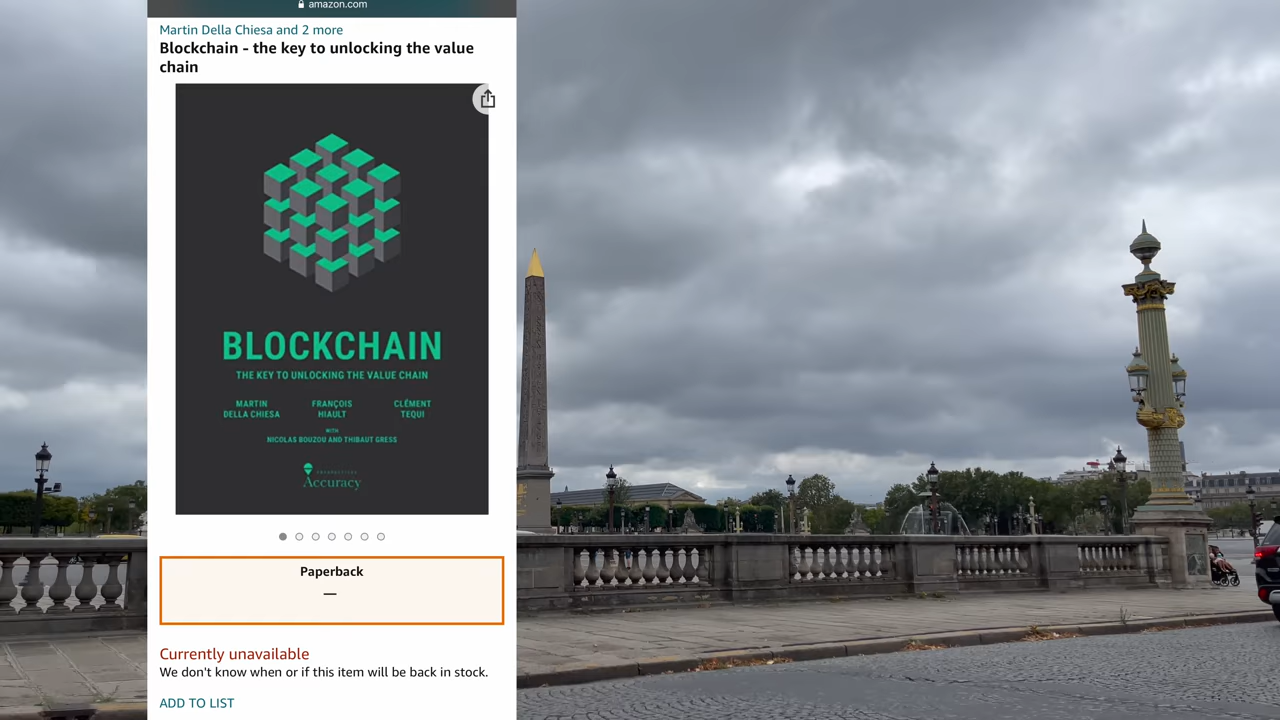 amazon.com
Martin Della Chiesa and 2 more
Blockchain - the key to unlocking the value
chain
BLOCKCHAIN
THE KEY TO UNLOCKING THE VALUE CHAIN
MARTIN
DELLA CHIESA
FRANÇOIS
HIAULT
CLÉMENT
TEQUI
WITH
NICOLAS BOUZOU AND THIBAUT GRESS
Accuracy
Paperback
—
Currently unavailable
We don't know when or if this item will be back in stock.
ADD TO LIST